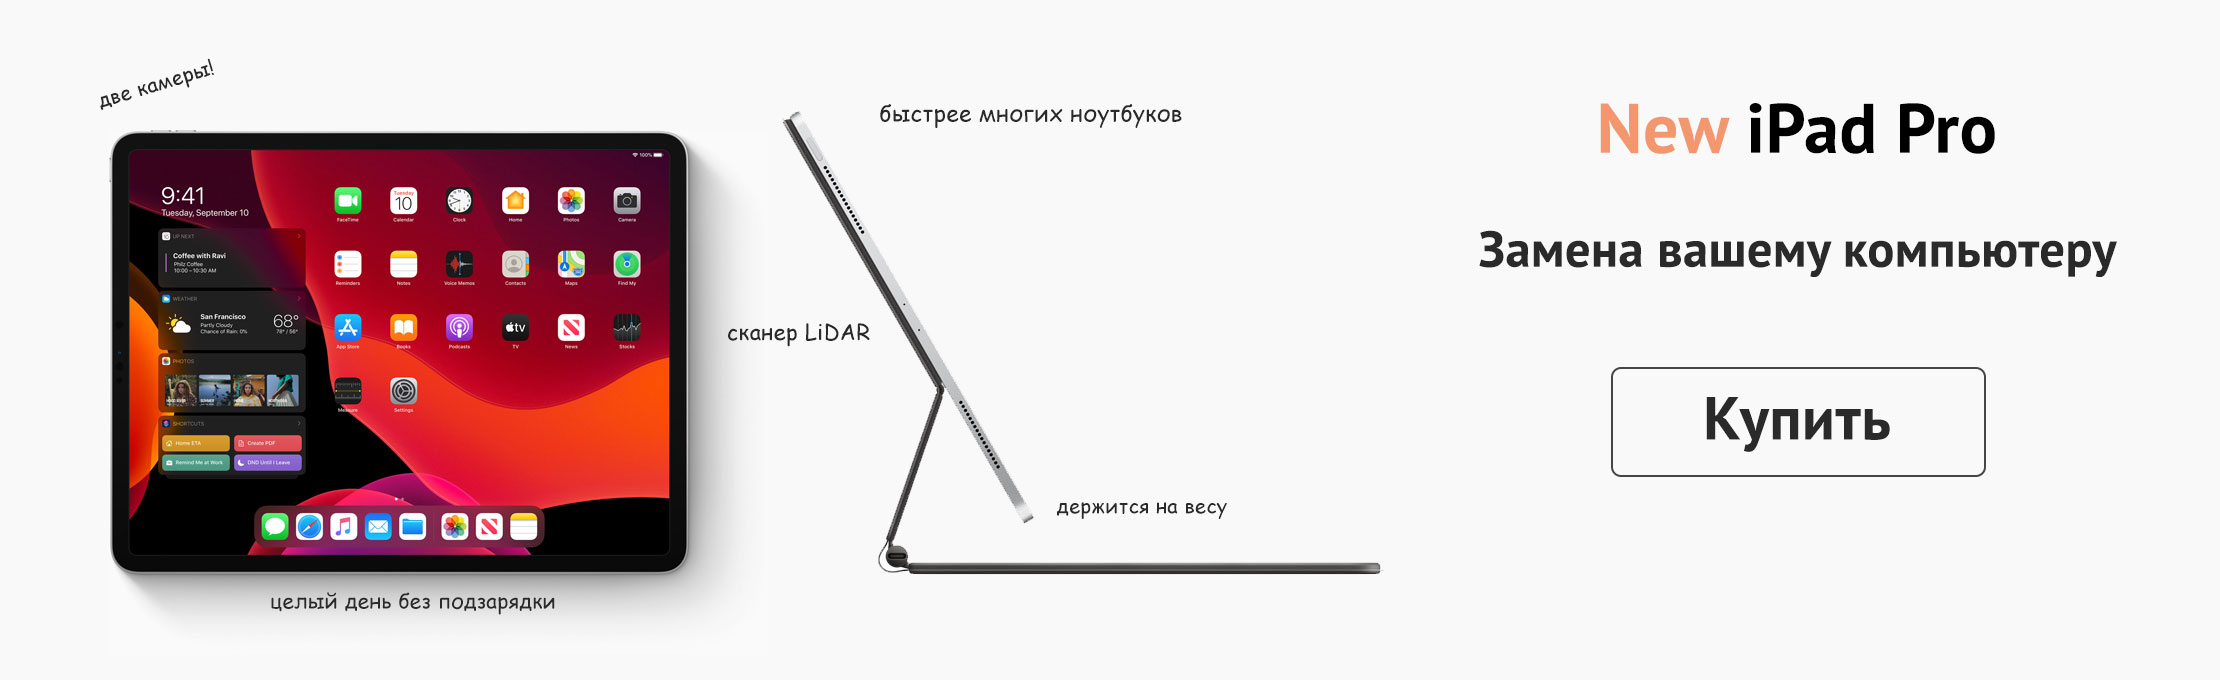 две камеры!
быстрее многих ноутбуков
New iPad Pro
Замена вашему компьютеру
Купить
сканер LiDAR
держится на весу
целый день без подзарядки
100%
9:41
Tuesday, September 10
UP NEXT
Coffee with Ravi
Philz Coffee
10:00 – 10:30 AM
WEATHER
San Francisco
Partly Cloudy
Chance of Rain: 0%
68°
78° / 56°
PHOTOS
SHORTCUTS
Home ETA
Create PDF
Remind Me at Work
DND Until I Leave
FaceTime
Tuesday
10
Calendar
Clock
Home
Photos
Camera
Reminders
Notes
Voice Memos
Contacts
Maps
Find My
App Store
Books
Podcasts
tv
TV
News
Stocks
Measure
Settings